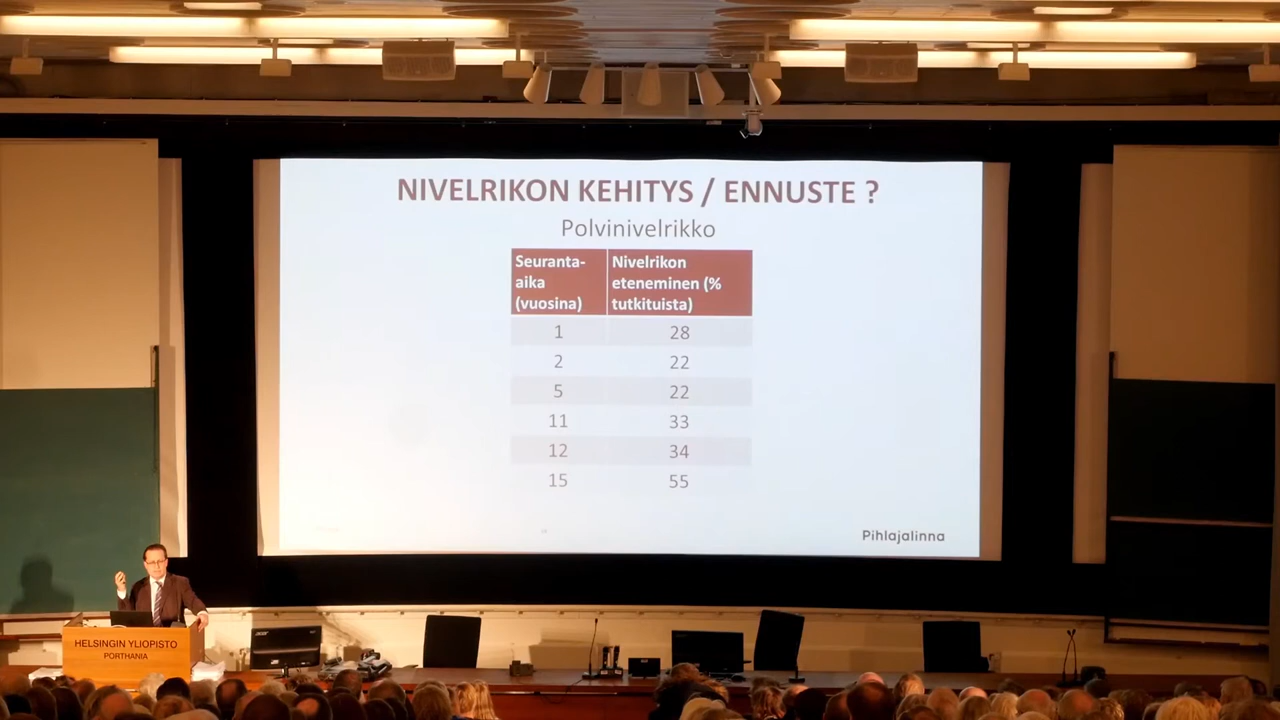 NIVELRIKON KEHITYS / ENNUSTE ?
Polvinivelrikko
Seuranta-
aika
(vuosina)
Nivelrikon
eteneminen (%
tutkituista)
1 28
2 22
5 22
11 33
12 34
15 55
Pihlajalinna
HELSINGIN YLIOPISTO
PORTHANIA
acer